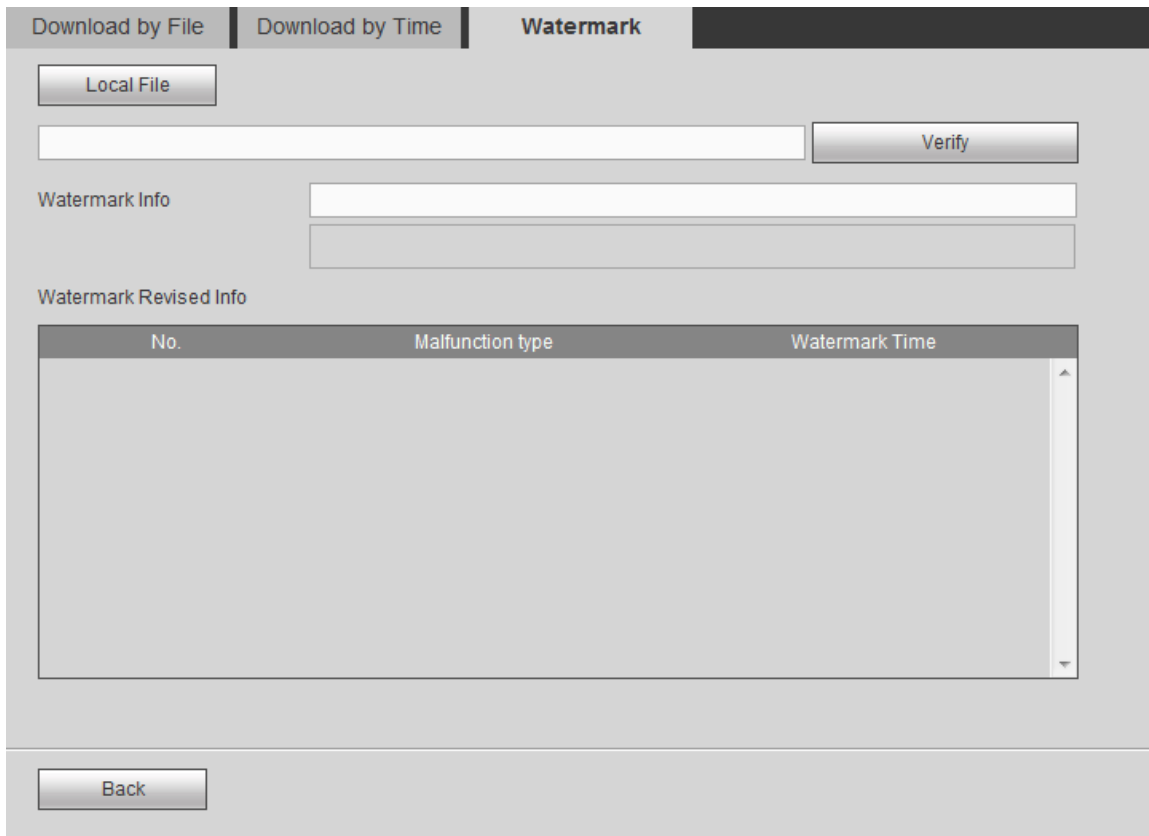 Download by File Download by Time Watermark
Local File
Verify
Watermark Info
Watermark Revised Info
No. Malfunction type Watermark Time
Back